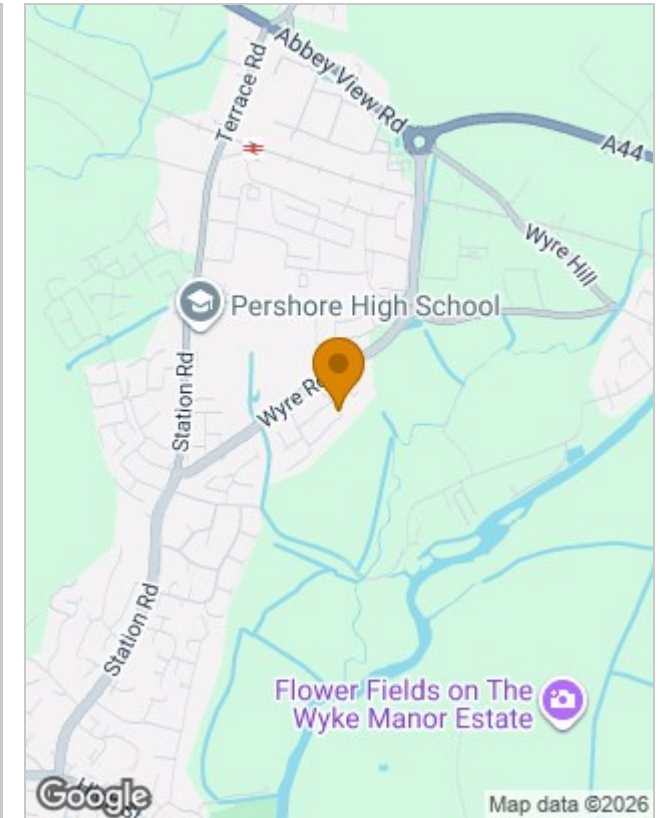 Abbey View Rd
Terrace Rd
A44
Wyre Hill
Pershore High School
Wyre
Station Rd
Station Rd
Flower Fields on The
Wyke Manor Estate
Google
Map data ©2026